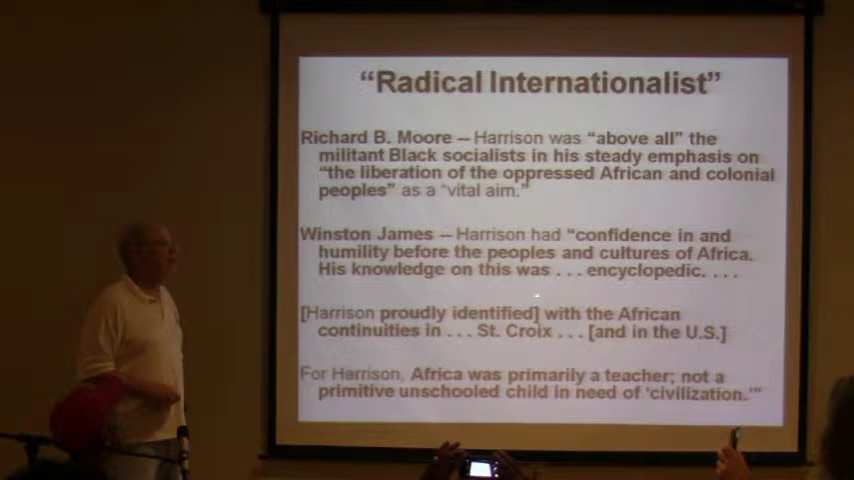 “Radical Internationalist”
Richard B. Moore – Harrison was “above all” the
militant Black socialists in his steady emphasis on
“the liberation of the oppressed African and colonial
peoples” as a “vital aim.”
Winston James – Harrison had “confidence in and
humility before the peoples and cultures of Africa.
His knowledge on this was . . . encyclopedic. . . .
[Harrison proudly identified] with the African
continuities in . . . St. Croix . . . [and in the U.S.]
For Harrison, Africa was primarily a teacher; not a
primitive unschooled child in need of ‘civilization.’”